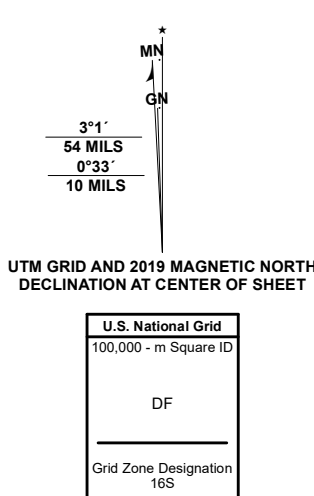 MN
GN
3°1´
54 MILS
0°33´
10 MILS
UTM GRID AND 2019 MAGNETIC NORTH
DECLINATION AT CENTER OF SHEET
U.S. National Grid
100,000 - m Square ID
DF
Grid Zone Designation
16S